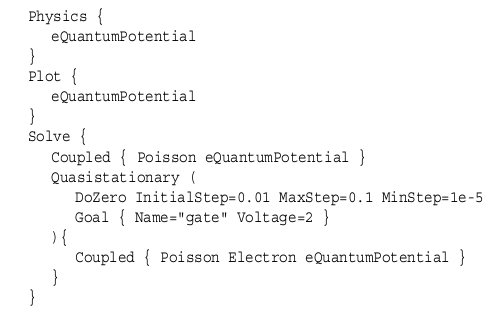 Physics {
eQuantumPotential
}
Plot {
eQuantumPotential
}
Solve {
Coupled { Poisson eQuantumPotential }
Quasistationary (
DoZero InitialStep=0.01 MaxStep=0.1 MinStep=1e-5
Goal { Name="gate" Voltage=2 }
){
Coupled { Poisson Electron eQuantumPotential }
}
}